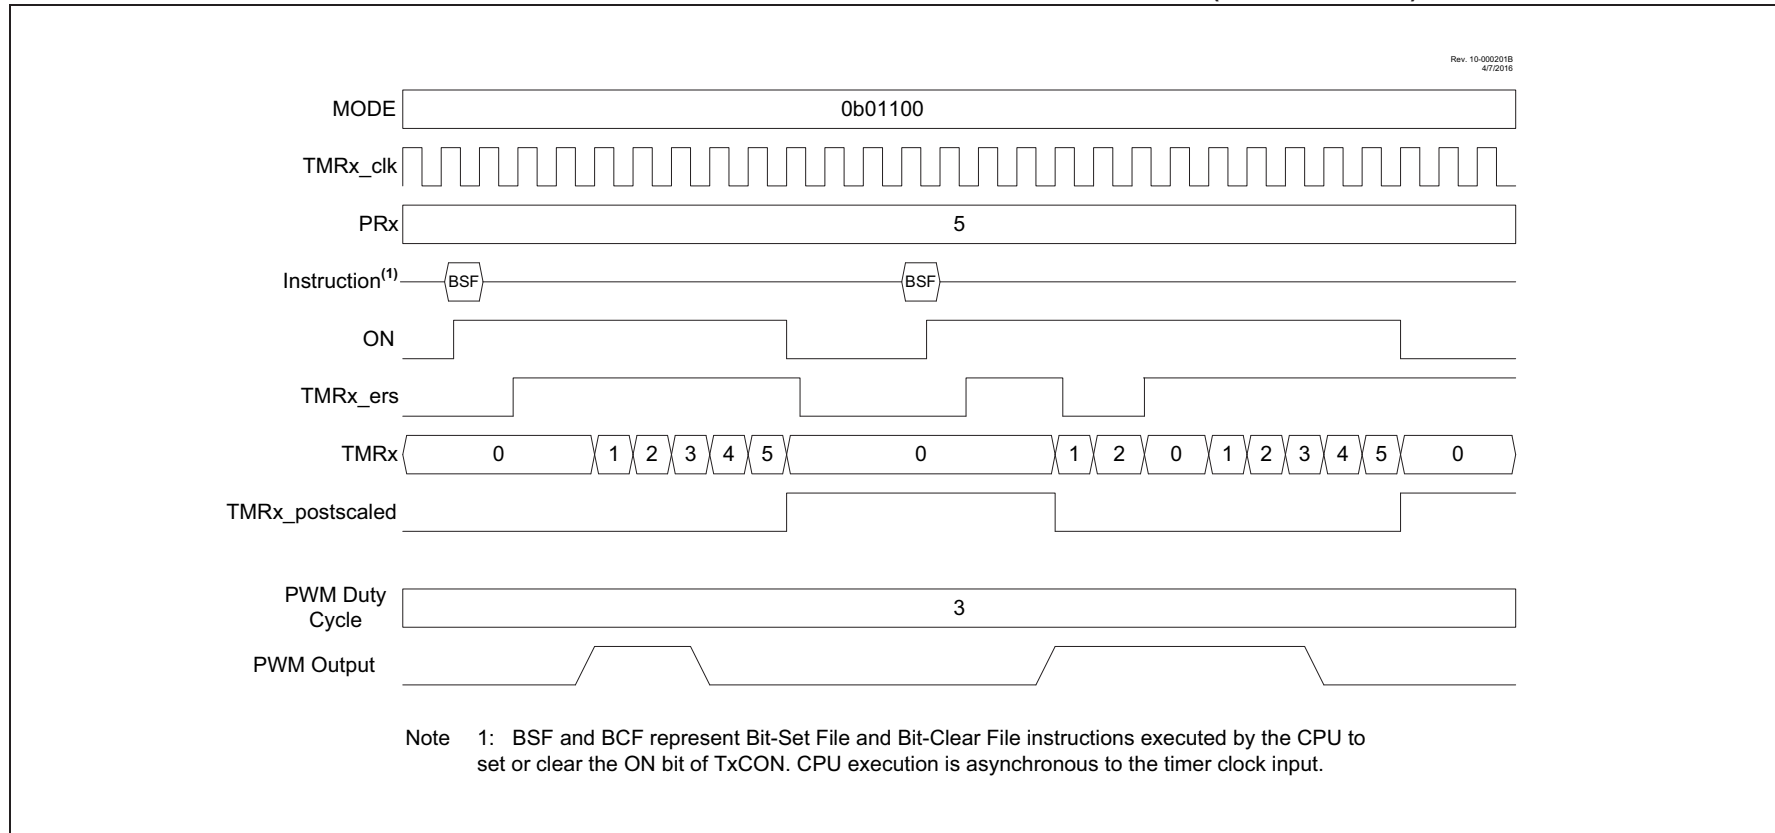 Rev. 10-000201B
4/7/2016
MODE 0b01100
TMRx_clk
PRx 5
Instruction(1) BSF BSF
ON
TMRx_ers
TMRx 0 1 2 3 4 5 0 1 2 0 1 2 3 4 5 0
TMRx_postscaled
PWM Duty
Cycle 3
PWM Output
Note 1: BSF and BCF represent Bit-Set File and Bit-Clear File instructions executed by the CPU to
set or clear the ON bit of TxCON. CPU execution is asynchronous to the timer clock input.